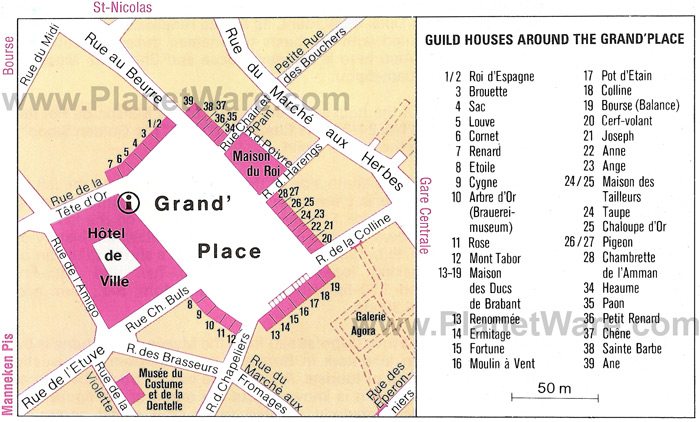 St-Nicolas
Bourse
Rue du Midi
Rue au Beurre
Rue du Marché aux Herbes
Petite Rue des Bouchers
www.PlanetWare.com
39
38
37
36
35
34
Rue Chair et Pain
R. d. Poivre
Maison
du Roi
R. d. Harengs
1/2
3
4
5
6
7
Rue de la
Tête d'Or
i
Grand'
Place
Hôtel
de
Ville
28
27
26
25
24
23
22
21
20
R. de la Colline
Gare Centrale
Rue de l'Amigo
Rue Ch. Buls
8
9
10
11
12
13
14
15
16
17
18
19
Galerie
Agora
Manneken Pis
Rue de l'Etuve
R. des Brasseurs
R. d. Chapeliers
Rue de la
Violette
Musée du
Costume
et de la
Dentelle
Rue du
Marché aux
Fromages
Rue des
Eperon-
niers
www.PlanetWare.com
GUILD HOUSES AROUND THE GRAND'PLACE
1/2 Roi d'Espagne
3 Brouette
4 Sac
5 Louve
6 Cornet
7 Renard
8 Etoile
9 Cygne
10 Arbre d'Or
(Brauerei-
museum)
11 Rose
12 Mont Tabor
13-19 Maison
des Ducs
de Brabant
13 Renommée
14 Ermitage
15 Fortune
16 Moulin à Vent
17 Pot d'Etain
18 Colline
19 Bourse (Balance)
20 Cerf-volant
21 Joseph
22 Anne
23 Ange
24/25 Maison des
Tailleurs
24 Taupe
25 Chaloupe d'Or
26/27 Pigeon
28 Chambrette
de l'Amman
34 Heaume
35 Paon
36 Petit Renard
37 Chêne
38 Sainte Barbe
39 Ane
www.PlanetWare.com
www.PlanetWare.com
50 m